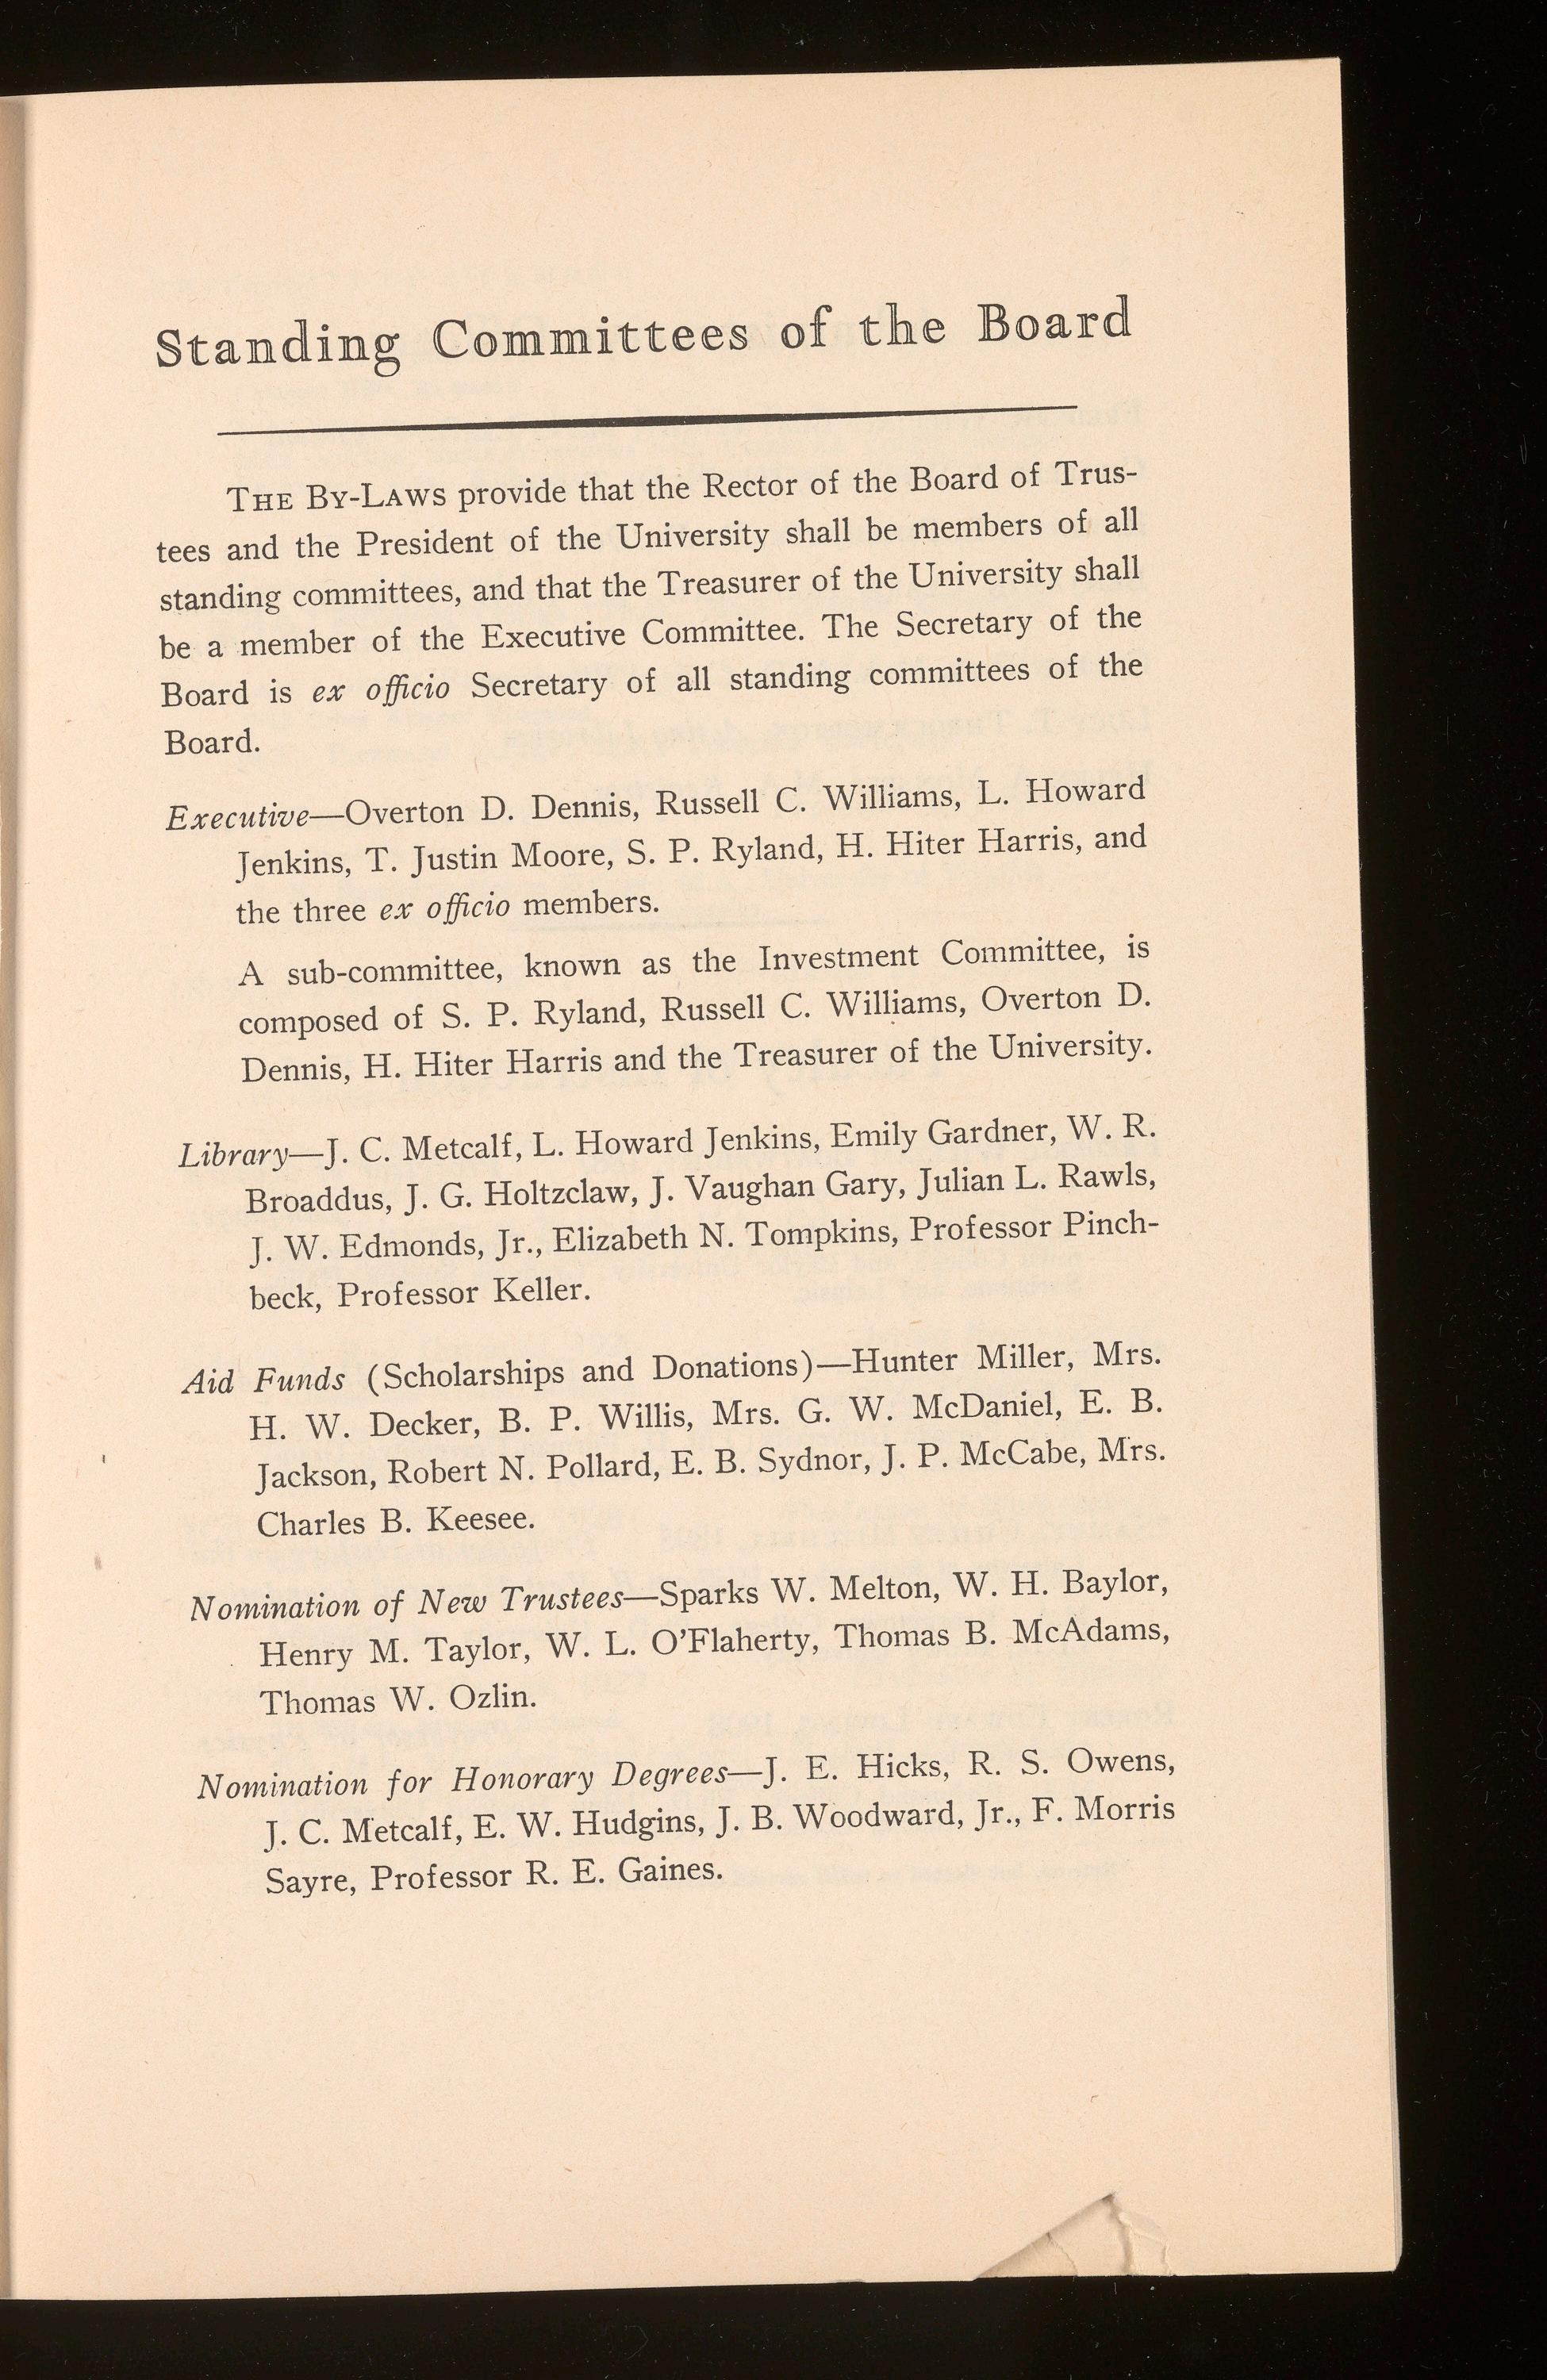 Standing Committees of the Board
THE BY-LAWS provide that the Rector of the Board of Trus-
tees and the President of the University shall be members of all
standing committees, and that the Treasurer of the University shall
be a member of the Executive Committee. The Secretary of the
Board is ex officio Secretary of all standing committees of the
Board.
Executive—Overton D. Dennis, Russell C. Williams, L. Howard
Jenkins, T. Justin Moore, S. P. Ryland, H. Hiter Harris, and
the three ex officio members.
A sub-committee, known as the Investment Committee, is
composed of S. P. Ryland, Russell C. Williams, Overton D.
Dennis, H. Hiter Harris and the Treasurer of the University.
Library—J. C. Metcalf, L. Howard Jenkins, Emily Gardner, W. R.
Broaddus, J. G. Holtzclaw, J. Vaughan Gary, Julian L. Rawls,
J. W. Edmonds, Jr., Elizabeth N. Tompkins, Professor Pinch-
beck, Professor Keller.
Aid Funds (Scholarships and Donations)—Hunter Miller, Mrs.
H. W. Decker, B. P. Willis, Mrs. G. W. McDaniel, E. B.
Jackson, Robert N. Pollard, E. B. Sydnor, J. P. McCabe, Mrs.
Charles B. Keesee.
Nomination of New Trustees—Sparks W. Melton, W. H. Baylor,
Henry M. Taylor, W. L. O'Flaherty, Thomas B. McAdams,
Thomas W. Ozlin.
Nomination for Honorary Degrees—J. E. Hicks, R. S. Owens,
J. C. Metcalf, E. W. Hudgins, J. B. Woodward, Jr., F. Morris
Sayre, Professor R. E. Gaines.